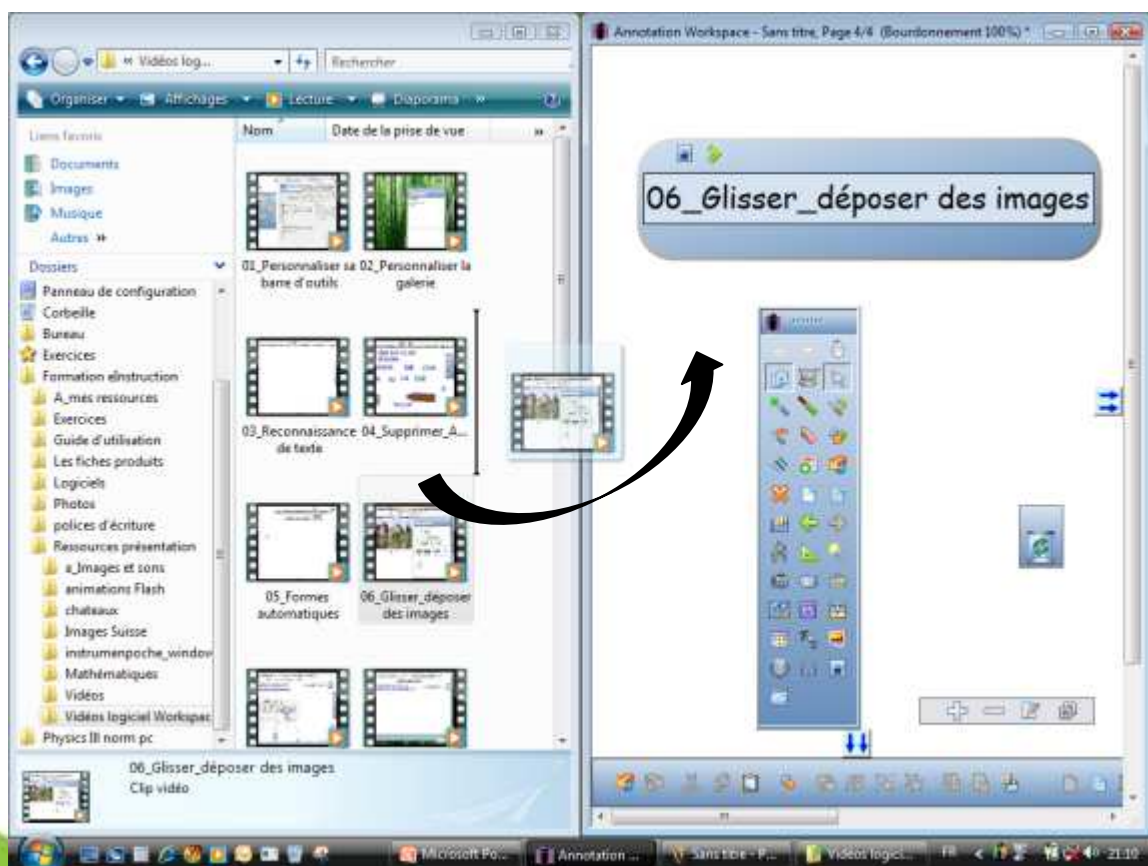 Annotation Workspace - Sans titre, Page 4/4 (Bourdonnement 100%) *
« Vidéos log...
Rechercher
Organiser
Affichages
Lecture
Diaporama
»
Liens favoris
Documents
Images
Musique
Autres »
Dossiers
Panneau de configuration
Corbeille
Bureau
Exercices
Formation eInstruction
A_mes ressources
Exercices
Guide d'utilisation
Les fiches produits
Logiciels
Photos
polices d'écriture
Ressources présentation
a_Images et sons
animations Flash
chateaux
Images Suisse
instrumenpoche_window
Mathématiques
Vidéos
Vidéos logiciel Workspac
Physics III norm pc
Nom
Date de la prise de vue
»
01_Personnaliser sa
barre d'outils
02_Personnaliser la
galerie
03_Reconnaissance
de texte
04_Supprimer_A...
05_Formes
automatiques
06_Glisser_déposer
des images
06_Glisser_déposer des images
06_Glisser_déposer des images
Clip vidéo
Microsoft Po...
Annotation ...
Sans titre - P...
Vidéos logici...
FR
21:10